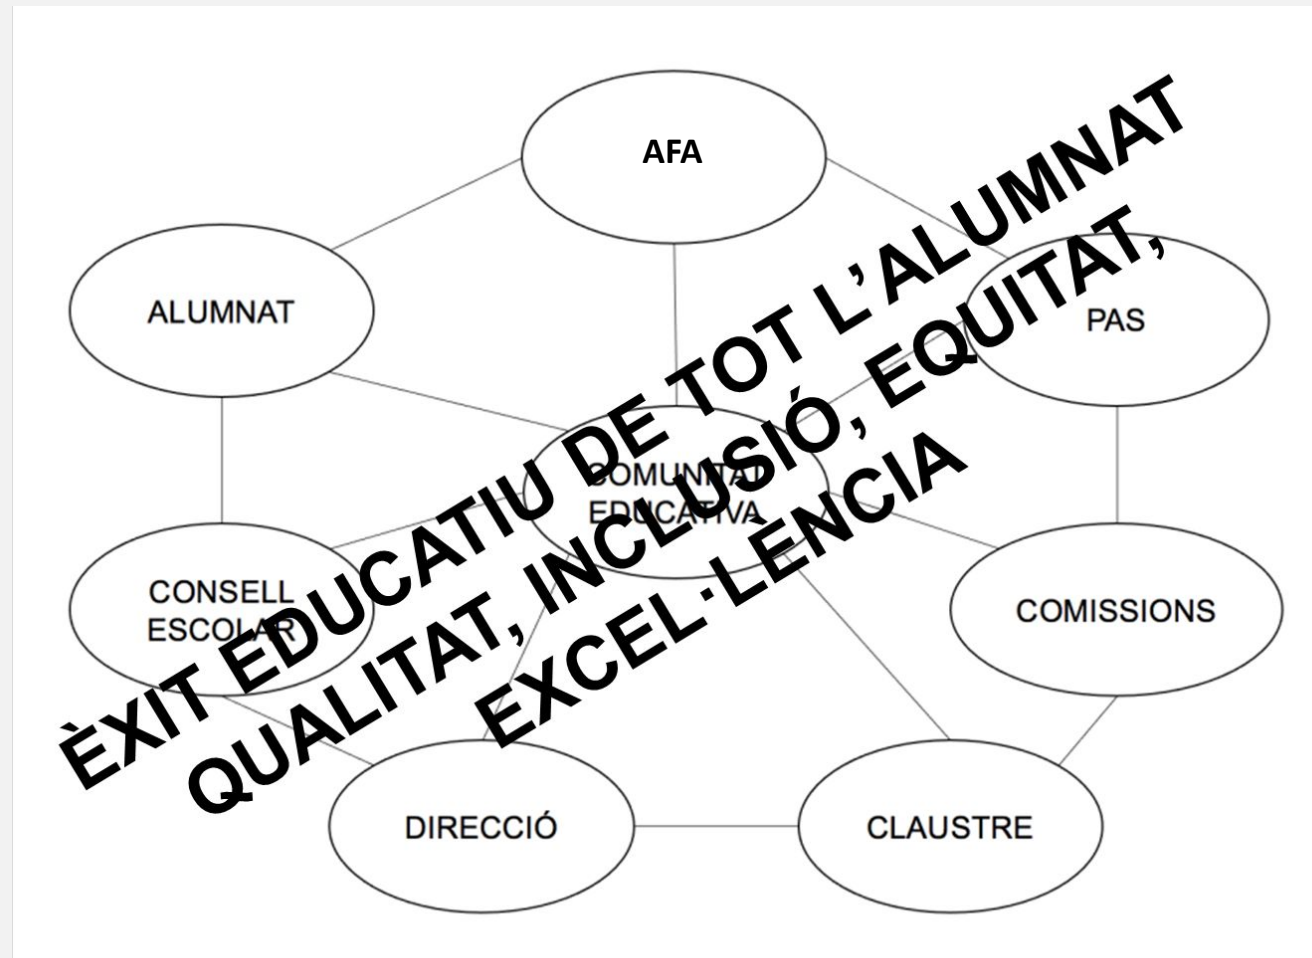 AFA
ALUMNAT
PAS
COMUNITAT
EDUCATIVA
CONSELL
ESCOLAR
COMISSIONS
DIRECCIÓ
CLAUSTRE
ÈXIT EDUCATIU DE TOT L’ALUMNAT
QUALITAT, INCLUSIÓ, EQUITAT,
EXCEL·LÈNCIA